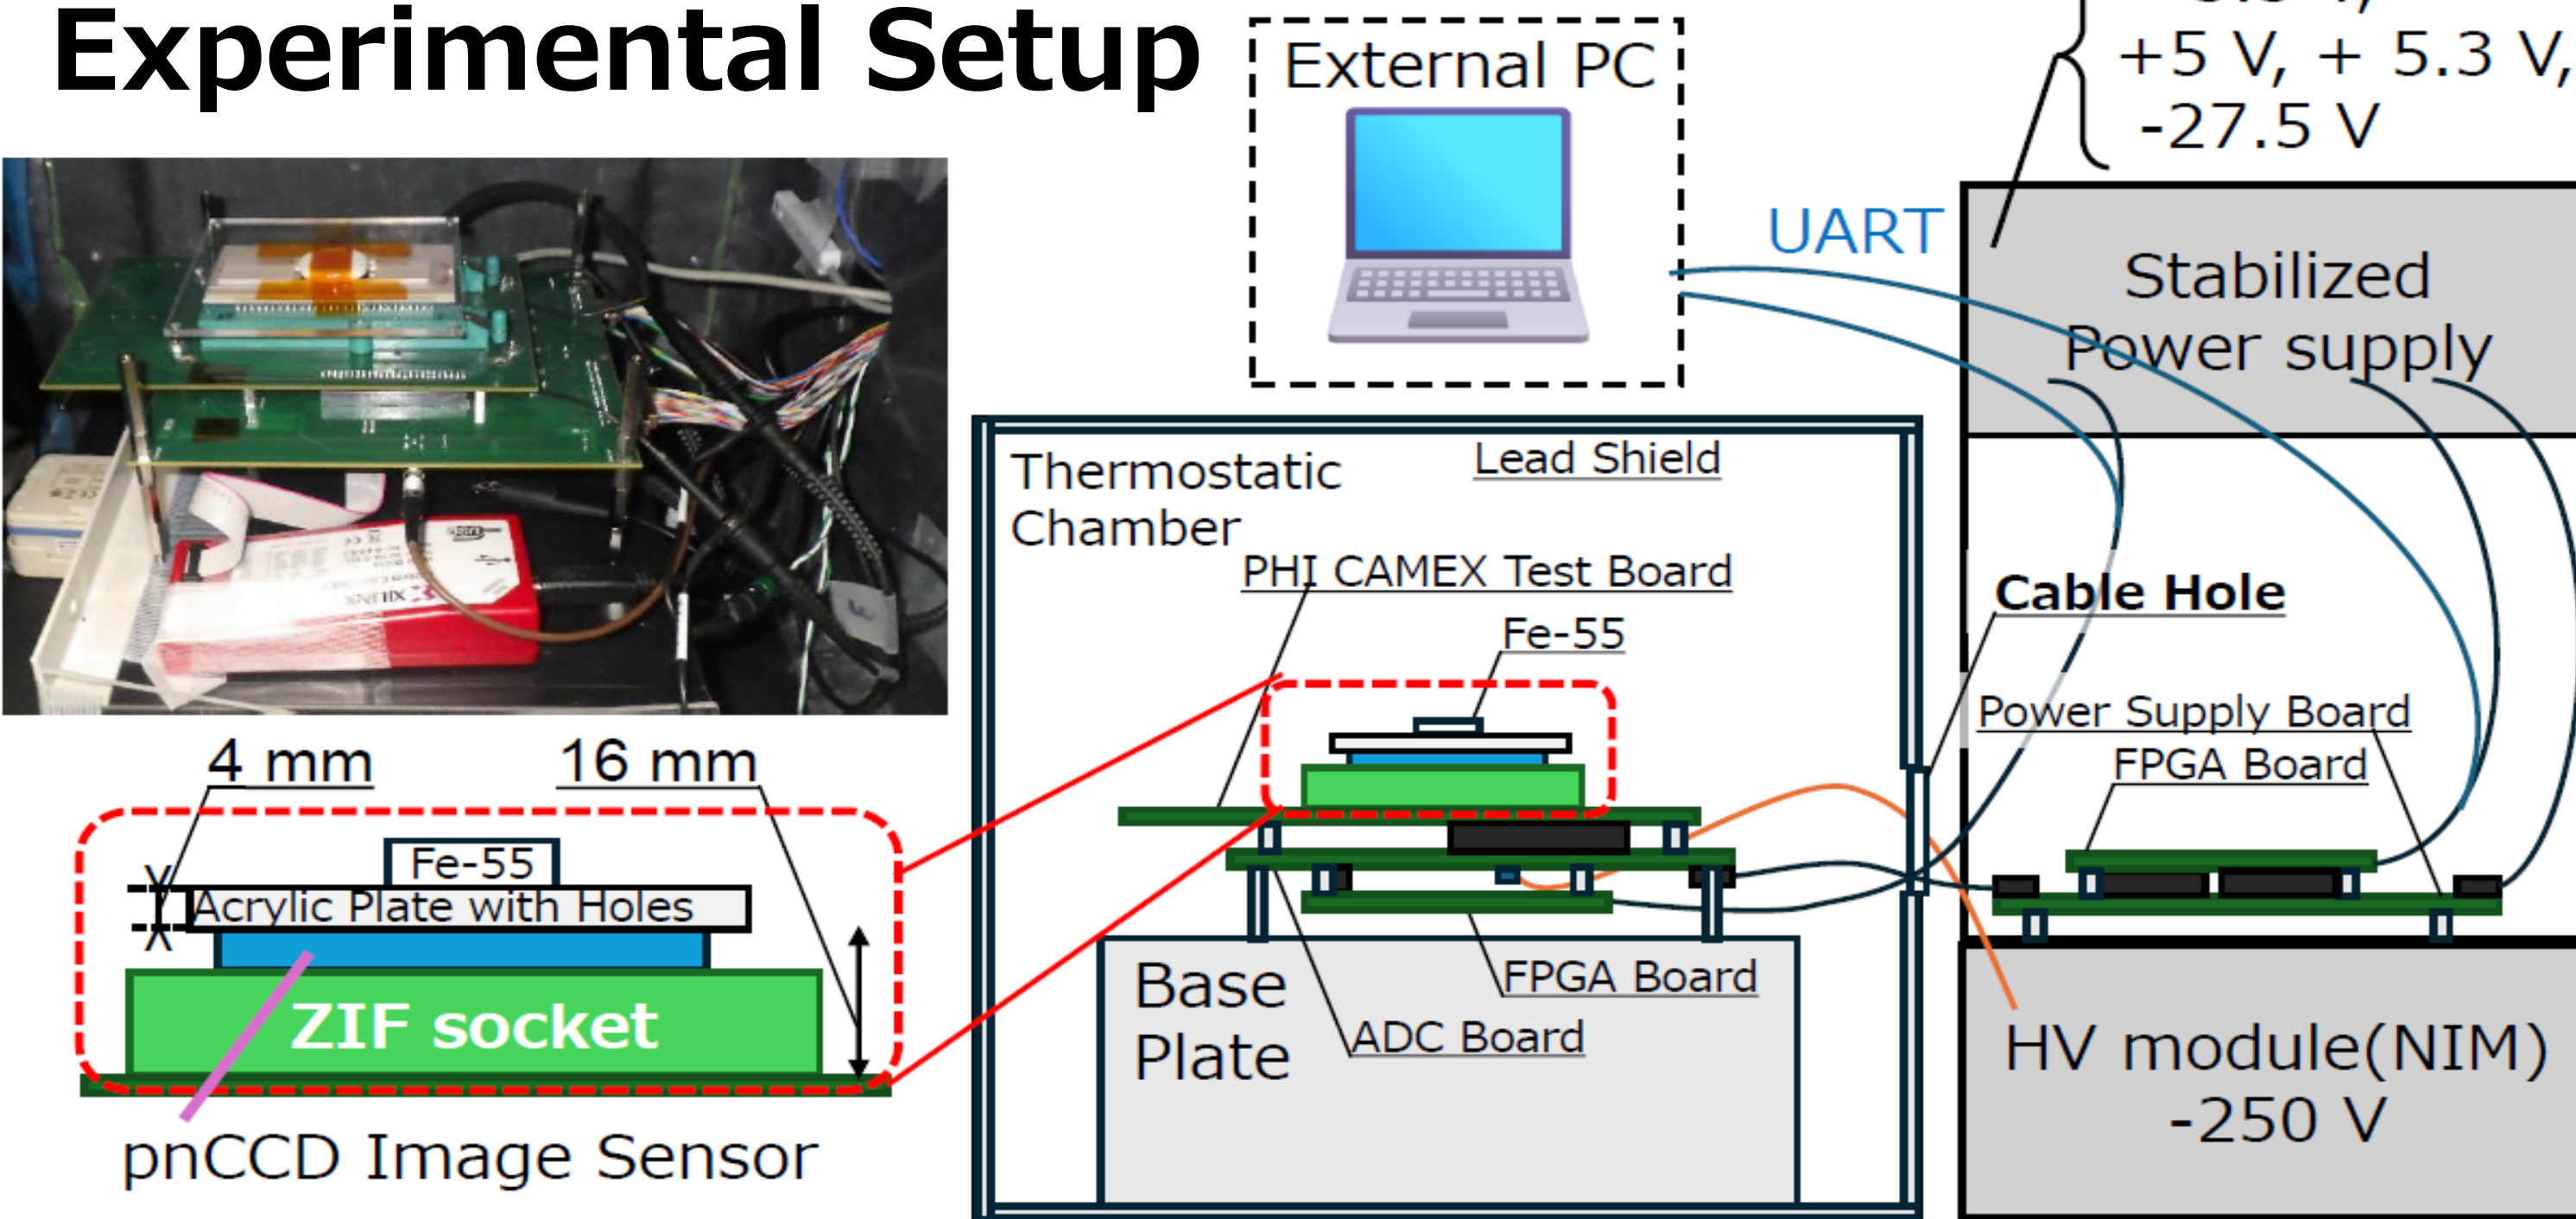 Experimental Setup
External PC
+5 V, + 5.3 V,
-27.5 V
UART
Stabilized
Power supply
Thermostatic
Chamber
Lead Shield
PHI CAMEX Test Board
Fe-55
Cable Hole
Power Supply Board
FPGA Board
XILINX
4 mm
16 mm
Fe-55
Acrylic Plate with Holes
ZIF socket
pnCCD Image Sensor
Base
Plate
FPGA Board
ADC Board
HV module(NIM)
-250 V